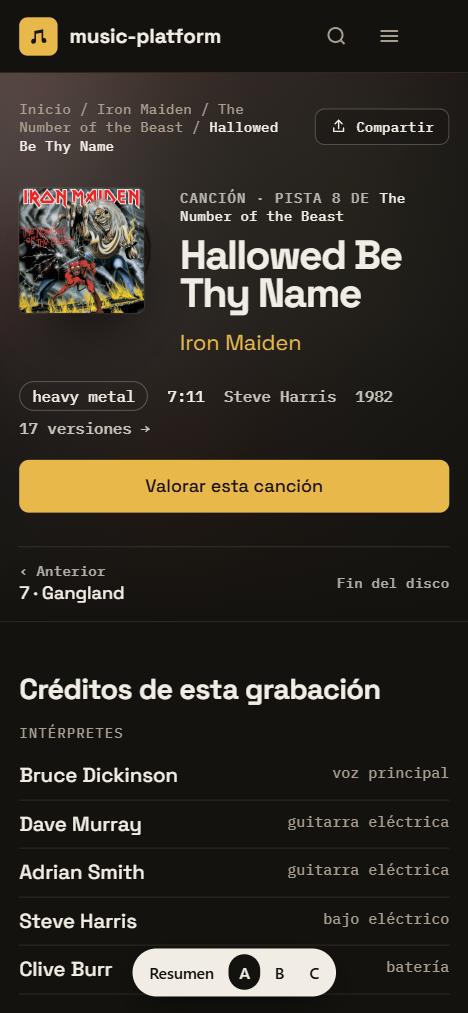 music-platform
Inicio / Iron Maiden / The
Number of the Beast / Hallowed
Be Thy Name
Compartir
IRON MAIDEN
CANCIÓN · PISTA 8 DE The
Number of the Beast
Hallowed Be
Thy Name
Iron Maiden
heavy metal 7:11 Steve Harris 1982
17 versiones →
Valorar esta canción
‹ Anterior
7 · Gangland
Fin del disco
Créditos de esta grabación
INTÉRPRETES
Bruce Dickinson voz principal
Dave Murray guitarra eléctrica
Adrian Smith guitarra eléctrica
Steve Harris bajo eléctrico
Clive Burr batería
Resumen A B C